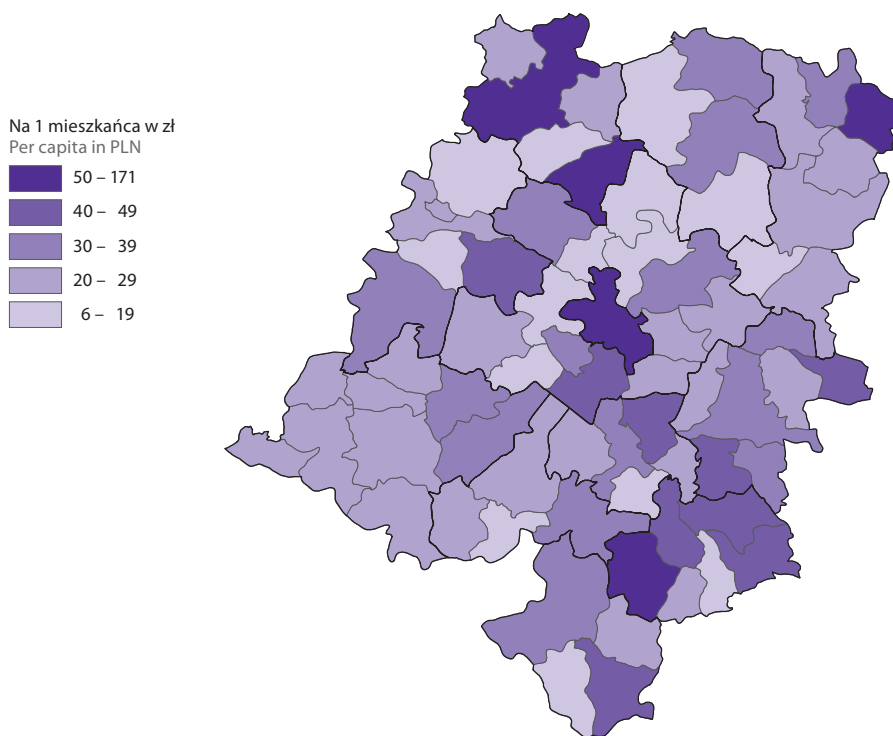 Na 1 mieszkańca w zł
Per capita in PLN
50 – 171
40 – 49
30 – 39
20 – 29
6 – 19